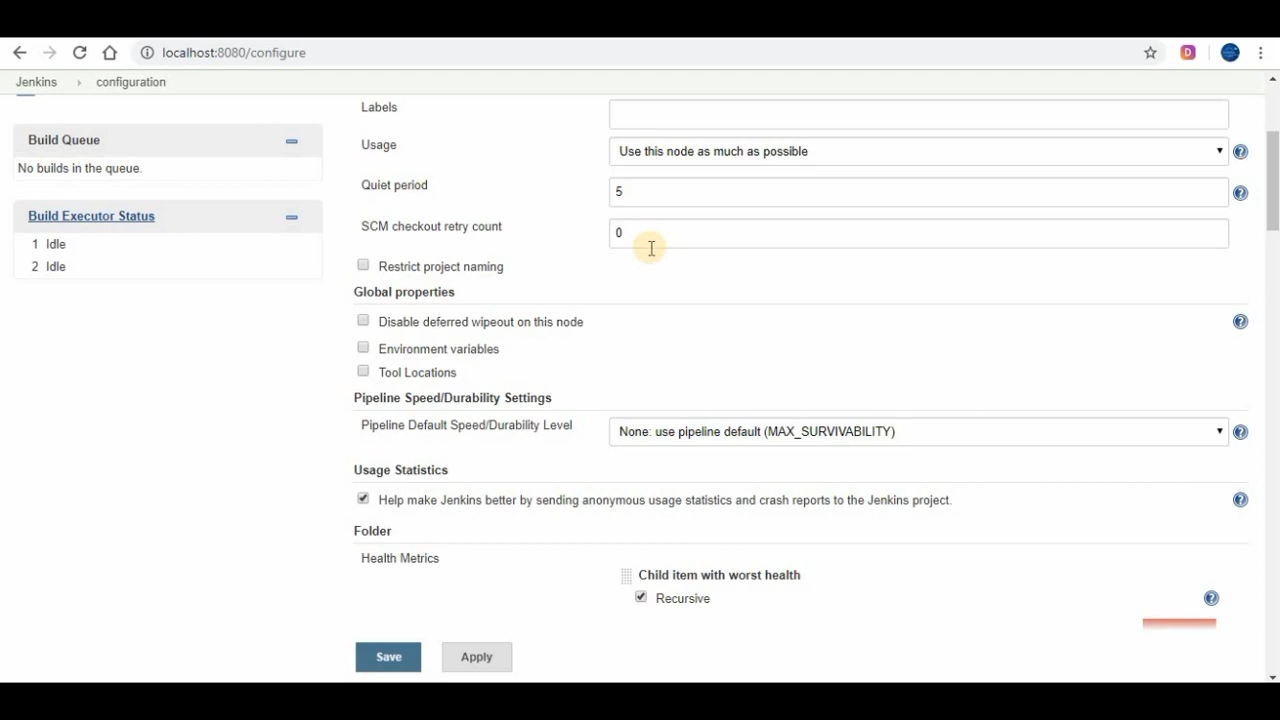 localhost:8080/configure
Jenkins › configuration
Build Queue
No builds in the queue.
Build Executor Status
1 Idle
2 Idle
Labels
Usage
Use this node as much as possible
Quiet period
5
SCM checkout retry count
0
Restrict project naming
Global properties
Disable deferred wipeout on this node
Environment variables
Tool Locations
Pipeline Speed/Durability Settings
Pipeline Default Speed/Durability Level
None: use pipeline default (MAX_SURVIVABILITY)
Usage Statistics
Help make Jenkins better by sending anonymous usage statistics and crash reports to the Jenkins project.
Folder
Health Metrics
Child item with worst health
Recursive
Save
Apply